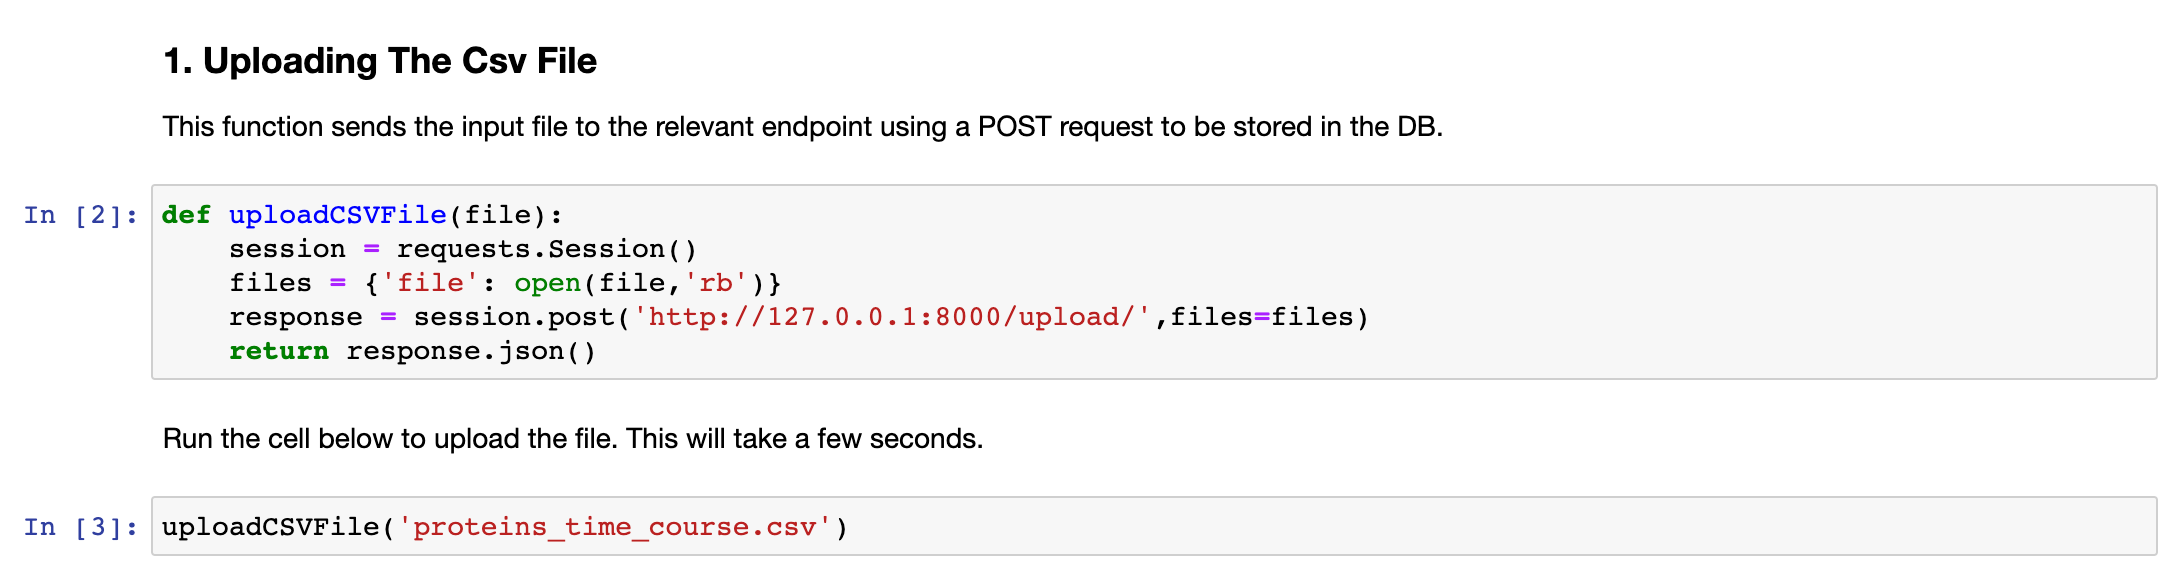 1. Uploading The Csv File
This function sends the input file to the relevant endpoint using a POST request to be stored in the DB.
In [2]: def uploadCSVFile(file):
    session = requests.Session()
    files = {'file': open(file,'rb')}
    response = session.post('http://127.0.0.1:8000/upload/',files=files)
    return response.json()
Run the cell below to upload the file. This will take a few seconds.
In [3]: uploadCSVFile('proteins_time_course.csv')